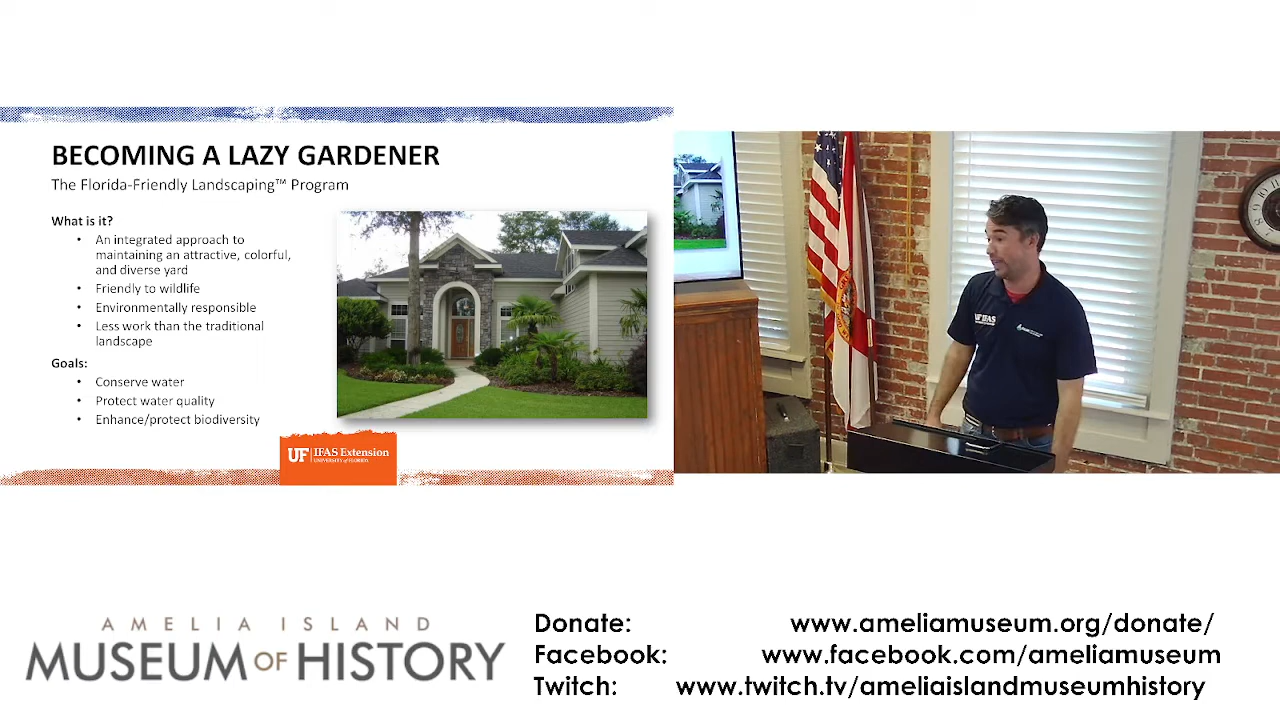 BECOMING A LAZY GARDENER
The Florida-Friendly Landscaping™ Program
What is it?
• An integrated approach to
maintaining an attractive, colorful,
and diverse yard
• Friendly to wildlife
• Environmentally responsible
• Less work than the traditional
landscape
Goals:
• Conserve water
• Protect water quality
• Enhance/protect biodiversity
UF IFAS Extension
UNIVERSITY of FLORIDA
UF IFAS
AMELIA ISLAND
MUSEUM OF HISTORY
Donate: www.ameliamuseum.org/donate/
Facebook: www.facebook.com/ameliamuseum
Twitch: www.twitch.tv/ameliaislandmuseumhistory